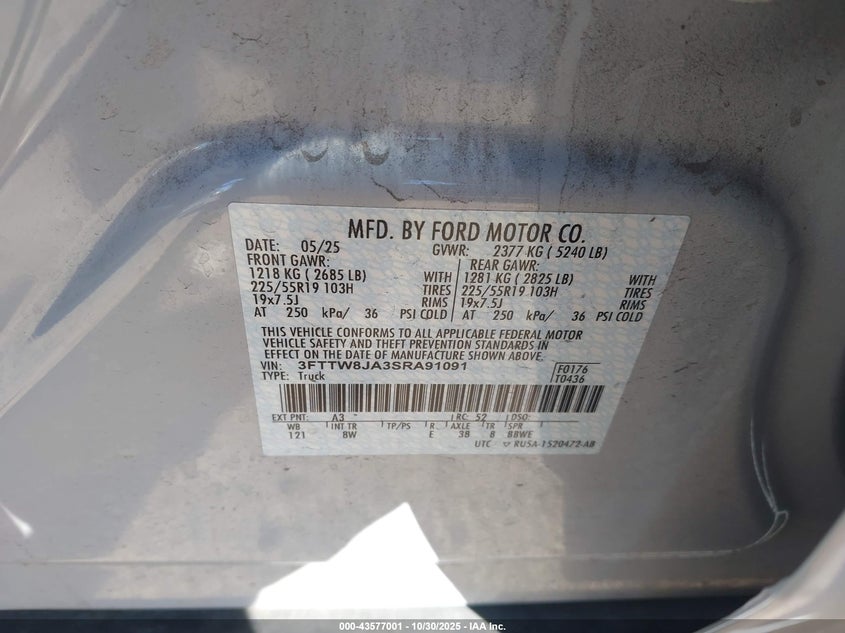 MFD. BY FORD MOTOR CO.
DATE: 05/25 GVWR: 2377 KG ( 5240 LB)
FRONT GAWR: REAR GAWR:
1218 KG ( 2685 LB) WITH 1281 KG ( 2825 LB) WITH
225/55R19 103H TIRES 225/55R19 103H TIRES
19x7.5J RIMS 19x7.5J RIMS
AT 250 kPa/ 36 PSI COLD AT 250 kPa/ 36 PSI COLD
THIS VEHICLE CONFORMS TO ALL APPLICABLE FEDERAL MOTOR
VEHICLE SAFETY AND THEFT PREVENTION STANDARDS IN
EFFECT ON THE DATE OF MANUFACTURE SHOWN ABOVE.
VIN: 3FTTW8JA3SRA91091 F0176
TYPE: Truck T0436
EXT PNT: A3 RC: 52 DSO:
WB INT TR TP/PS R AXLE TR SPR
121 8W E 38 8 BBWE
UTC ▽ RU5A-1520472-AB
000-43577001 - 10/30/2025 - IAA, Inc.